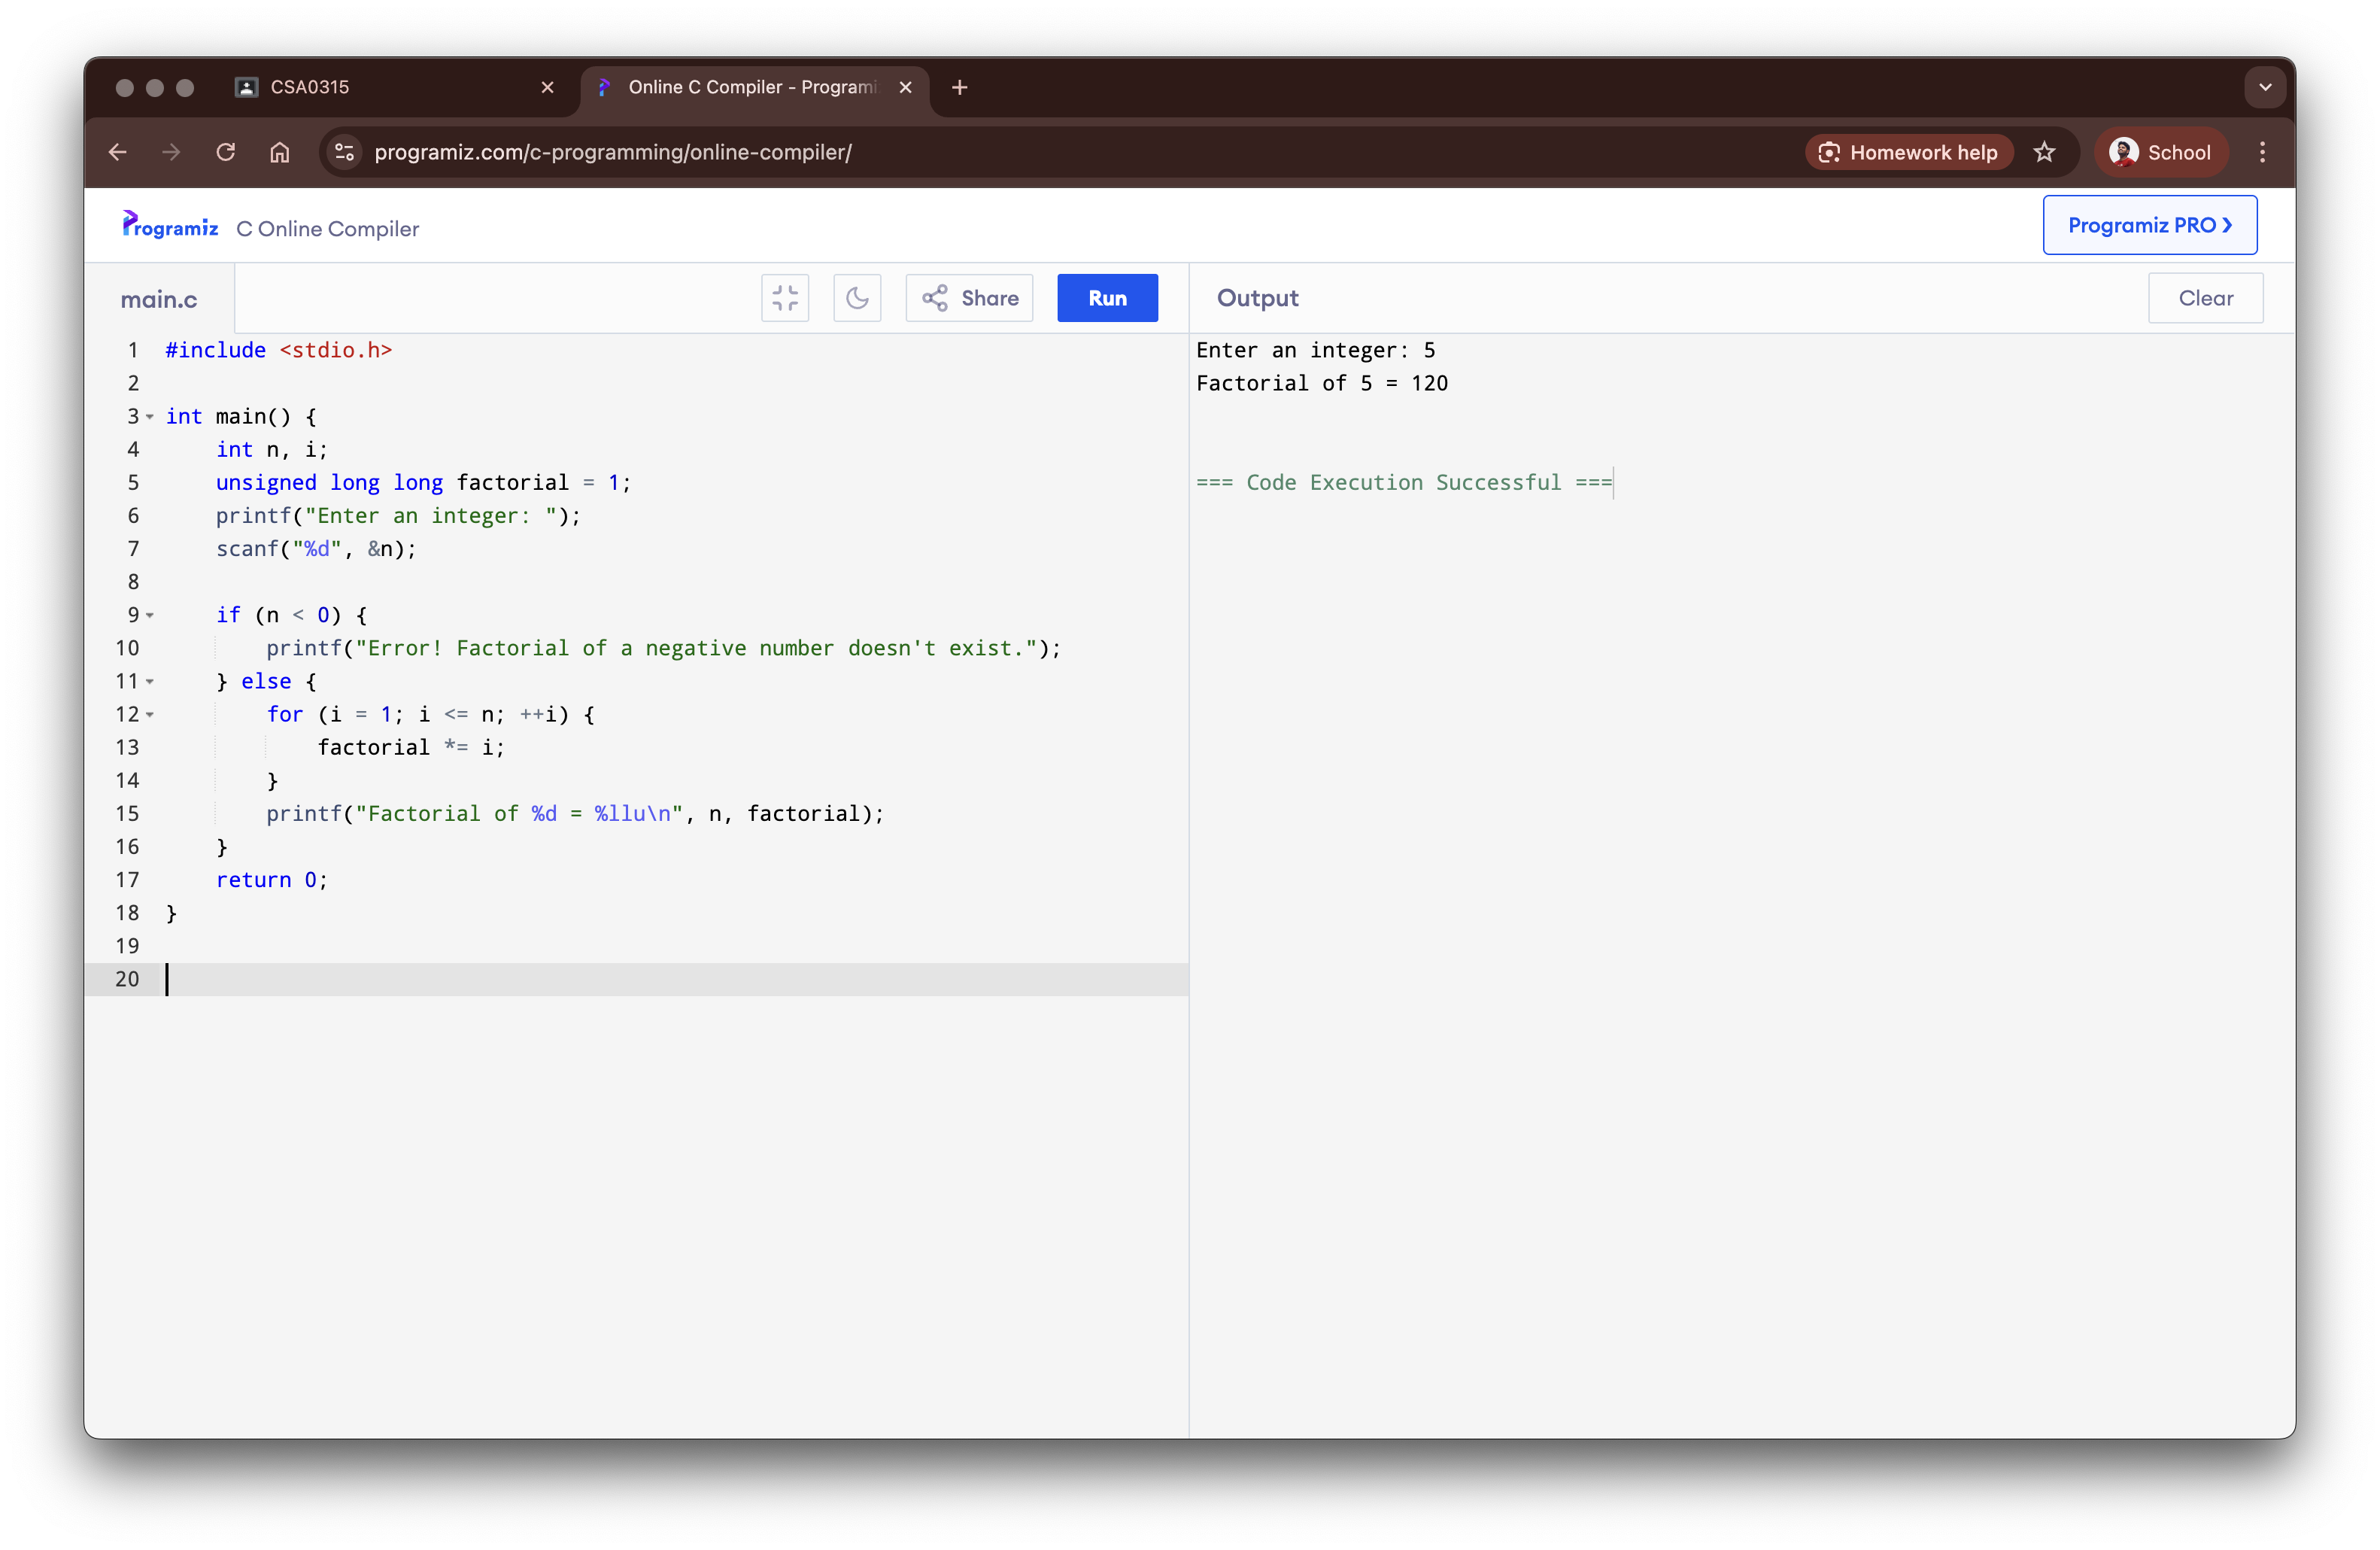 CSA0315
Online C Compiler - Programi
programiz.com/c-programming/online-compiler/
Homework help
School
Programiz C Online Compiler
Programiz PRO ❯
main.c
Share
Run
Output
Clear
1 #include <stdio.h>
2
3 int main() {
4     int n, i;
5     unsigned long long factorial = 1;
6     printf("Enter an integer: ");
7     scanf("%d", &n);
8
9     if (n < 0) {
10         printf("Error! Factorial of a negative number doesn't exist.");
11     } else {
12         for (i = 1; i <= n; ++i) {
13             factorial *= i;
14         }
15         printf("Factorial of %d = %llu\n", n, factorial);
16     }
17     return 0;
18 }
19
20
Enter an integer: 5
Factorial of 5 = 120
=== Code Execution Successful ===